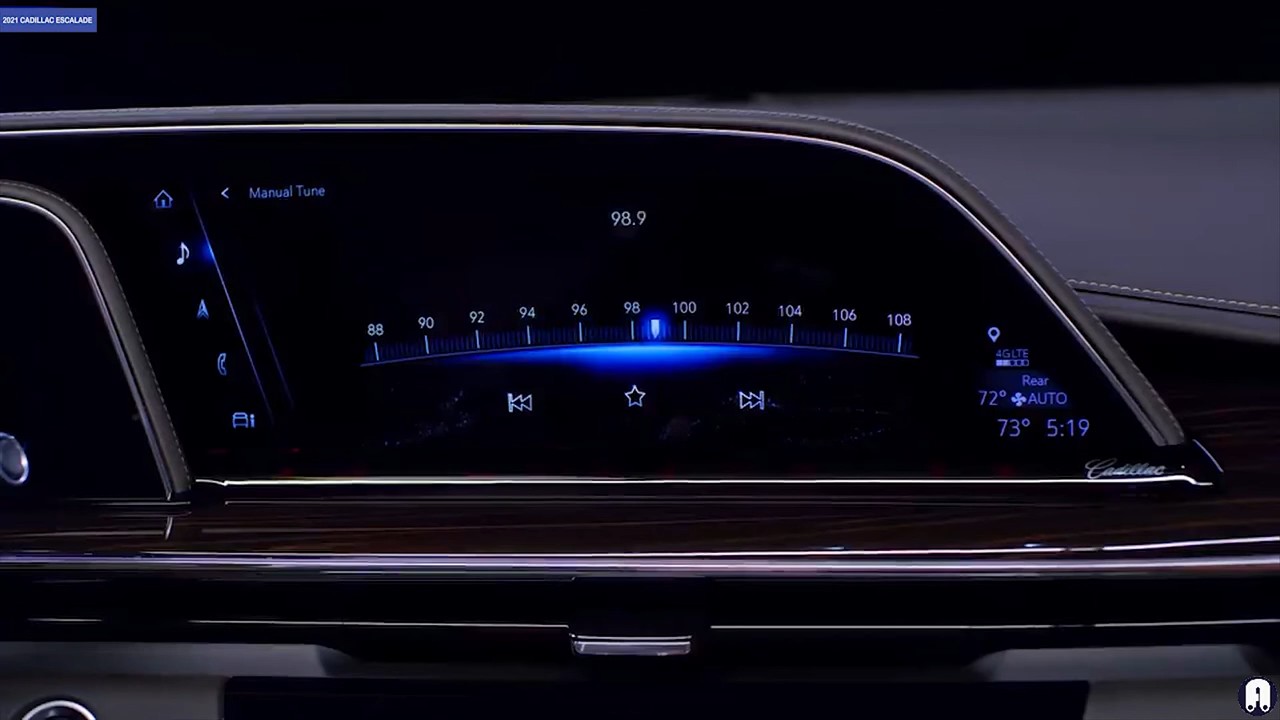 2021 CADILLAC ESCALADE
Manual Tune
98.9
88 90 92 94 96 98 100 102 104 106 108
4G LTE
Rear
72° AUTO
73° 5:19
Cadillac